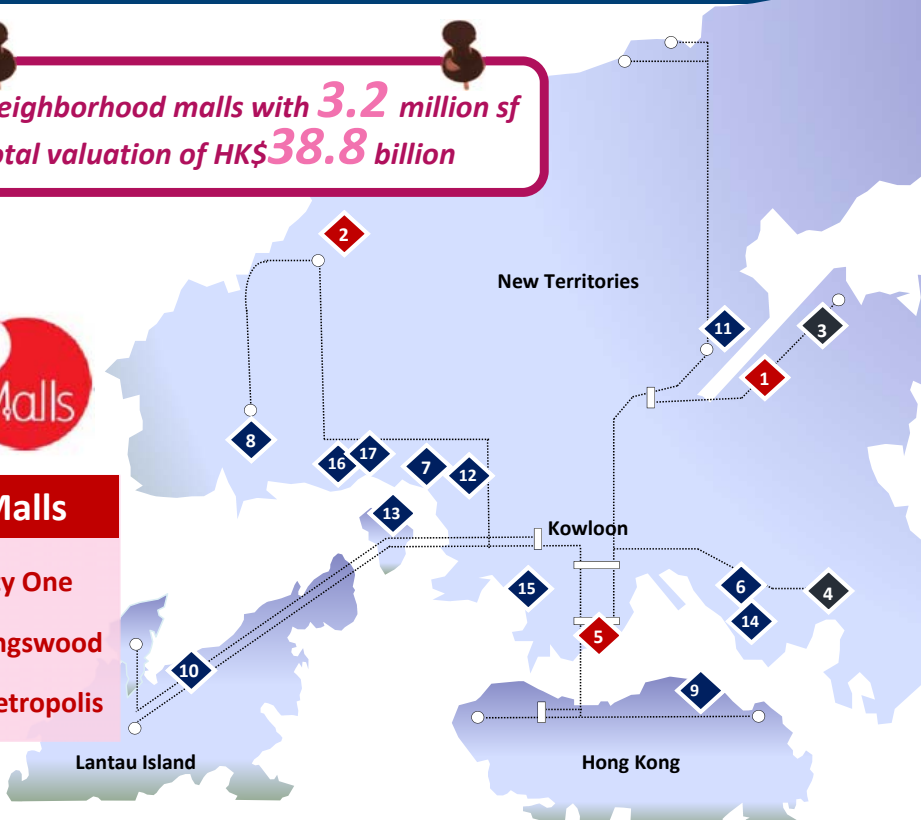 eighborhood malls with 3.2 million sf
otal valuation of HK$38.8 billion
2
New Territories
11
3
1
Malls
8
16
17
7
12
Malls
13
Kowloon
y One
15
6
4
14
5
ngswood
10
9
etropolis
Lantau Island
Hong Kong